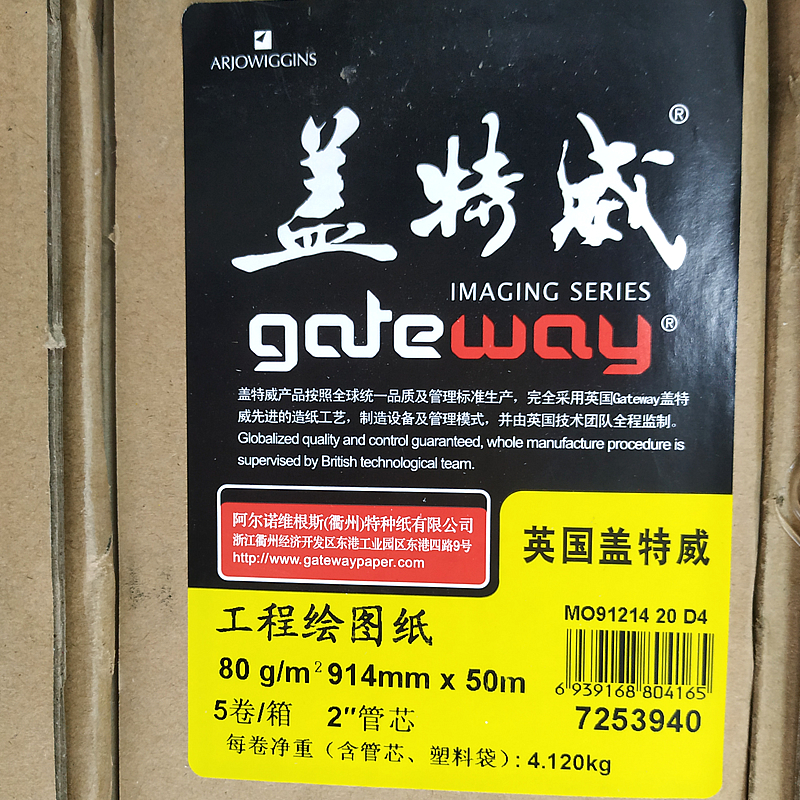 ARJOWIGGINS
盖特威®
IMAGING SERIES
gateway®
盖特威产品按照全球统一品质及管理标准生产，完全采用英国Gateway盖特
威先进的造纸工艺，制造设备及管理模式，并由英国技术团队全程监制。
Globalized quality and control guaranteed, whole manufacture procedure is
supervised by British technological team.
阿尔诺维根斯(衢州)特种纸有限公司
浙江衢州经济开发区东港工业园区东港四路9号
http://www.gatewaypaper.com
英国盖特威
工程绘图纸
80 g/m² 914mm x 50m
5卷/箱 2"管芯
每卷净重（含管芯、塑料袋）: 4.120kg
MO91214 20 D4
6 939168 804165
7253940